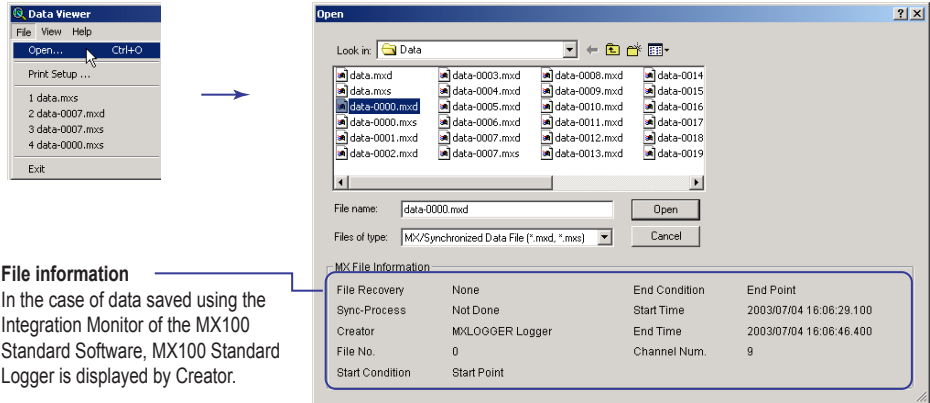 Data Viewer
File View Help
Open... Ctrl+O
Print Setup ...
1 data.mxs
2 data-0007.mxd
3 data-0007.mxs
4 data-0000.mxs
Exit
Open
Look in: Data
data.mxd data-0003.mxd data-0008.mxd data-0014
data.mxs data-0004.mxd data-0009.mxd data-0015
data-0000.mxd data-0005.mxd data-0010.mxd data-0016
data-0000.mxs data-0006.mxd data-0011.mxd data-0017
data-0001.mxd data-0007.mxd data-0012.mxd data-0018
data-0002.mxd data-0007.mxs data-0013.mxd data-0019
File name: data-0000.mxd Open
Files of type: MX/Synchronized Data File (*.mxd, *.mxs) Cancel
MX File Information
File Recovery None End Condition End Point
Sync-Process Not Done Start Time 2003/07/04 16:06:29.100
Creator MXLOGGER Logger End Time 2003/07/04 16:06:46.400
File No. 0 Channel Num. 9
Start Condition Start Point
File information
In the case of data saved using the
Integration Monitor of the MX100
Standard Software, MX100 Standard
Logger is displayed by Creator.